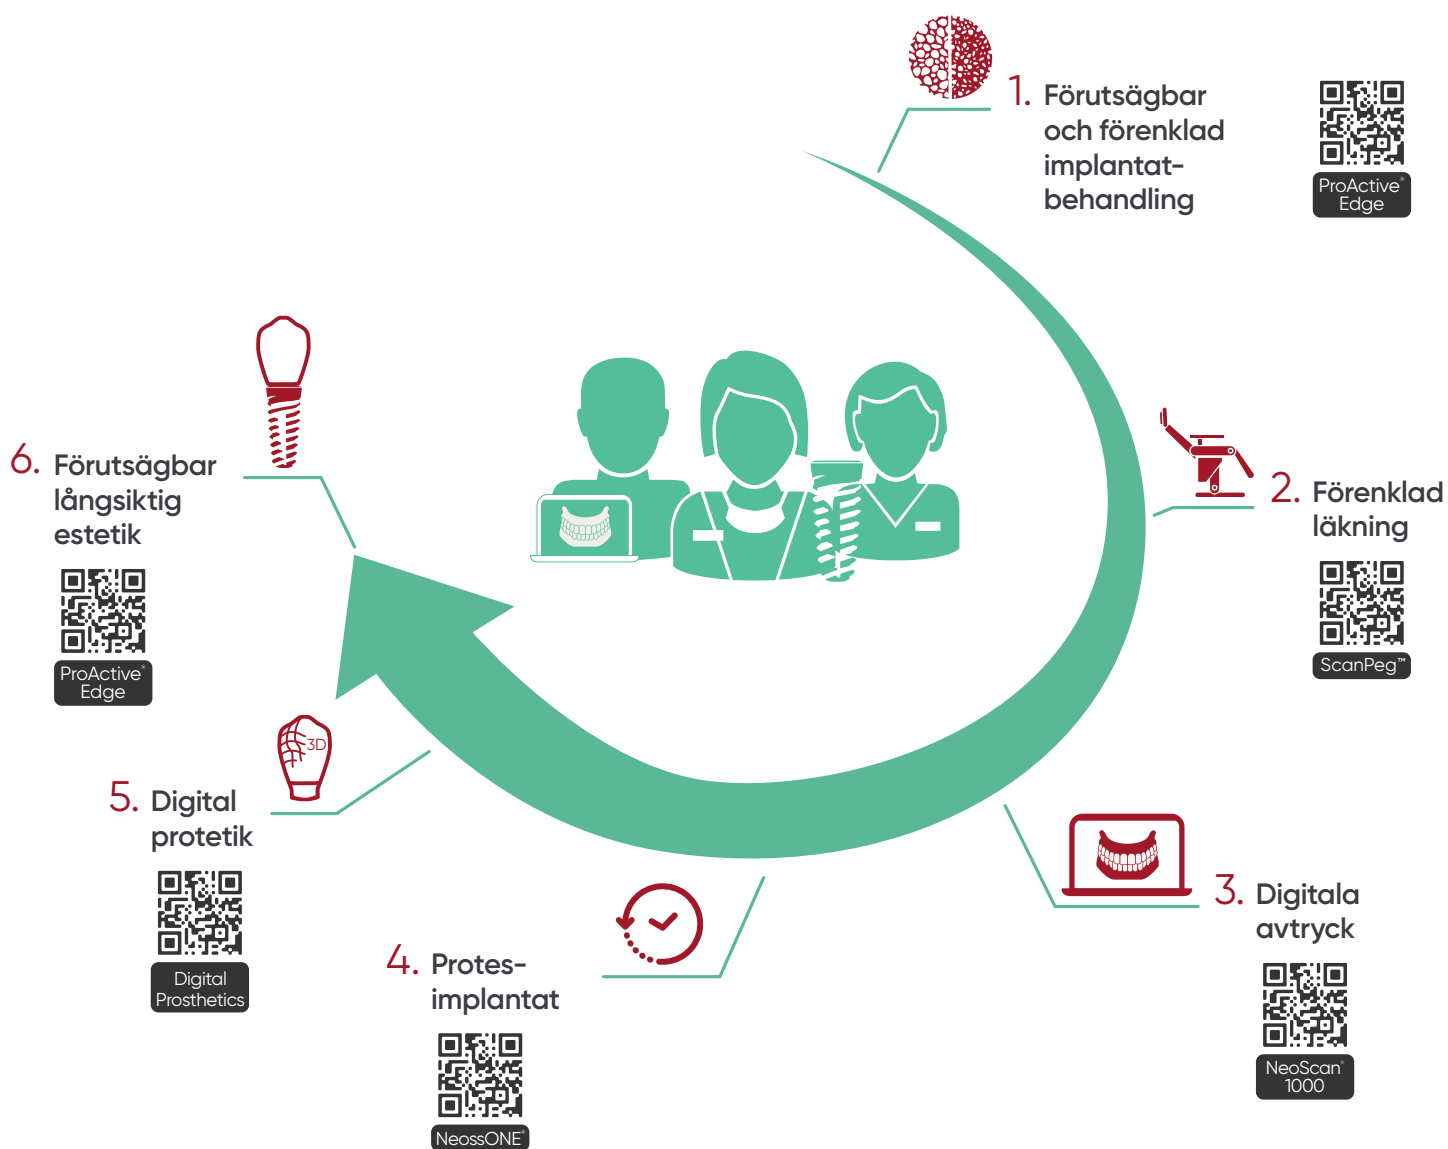 1. Förutsägbar
och förenklad
implantat-
behandling
ProActive®
Edge
2. Förenklad
läkning
ScanPeg™
3. Digitala
avtryck
NeoScan®
1000
4. Protes-
implantat
NeossONE®
5. Digital
protetik
3D
Digital
Prosthetics
6. Förutsägbar
långsiktig
estetik
ProActive®
Edge